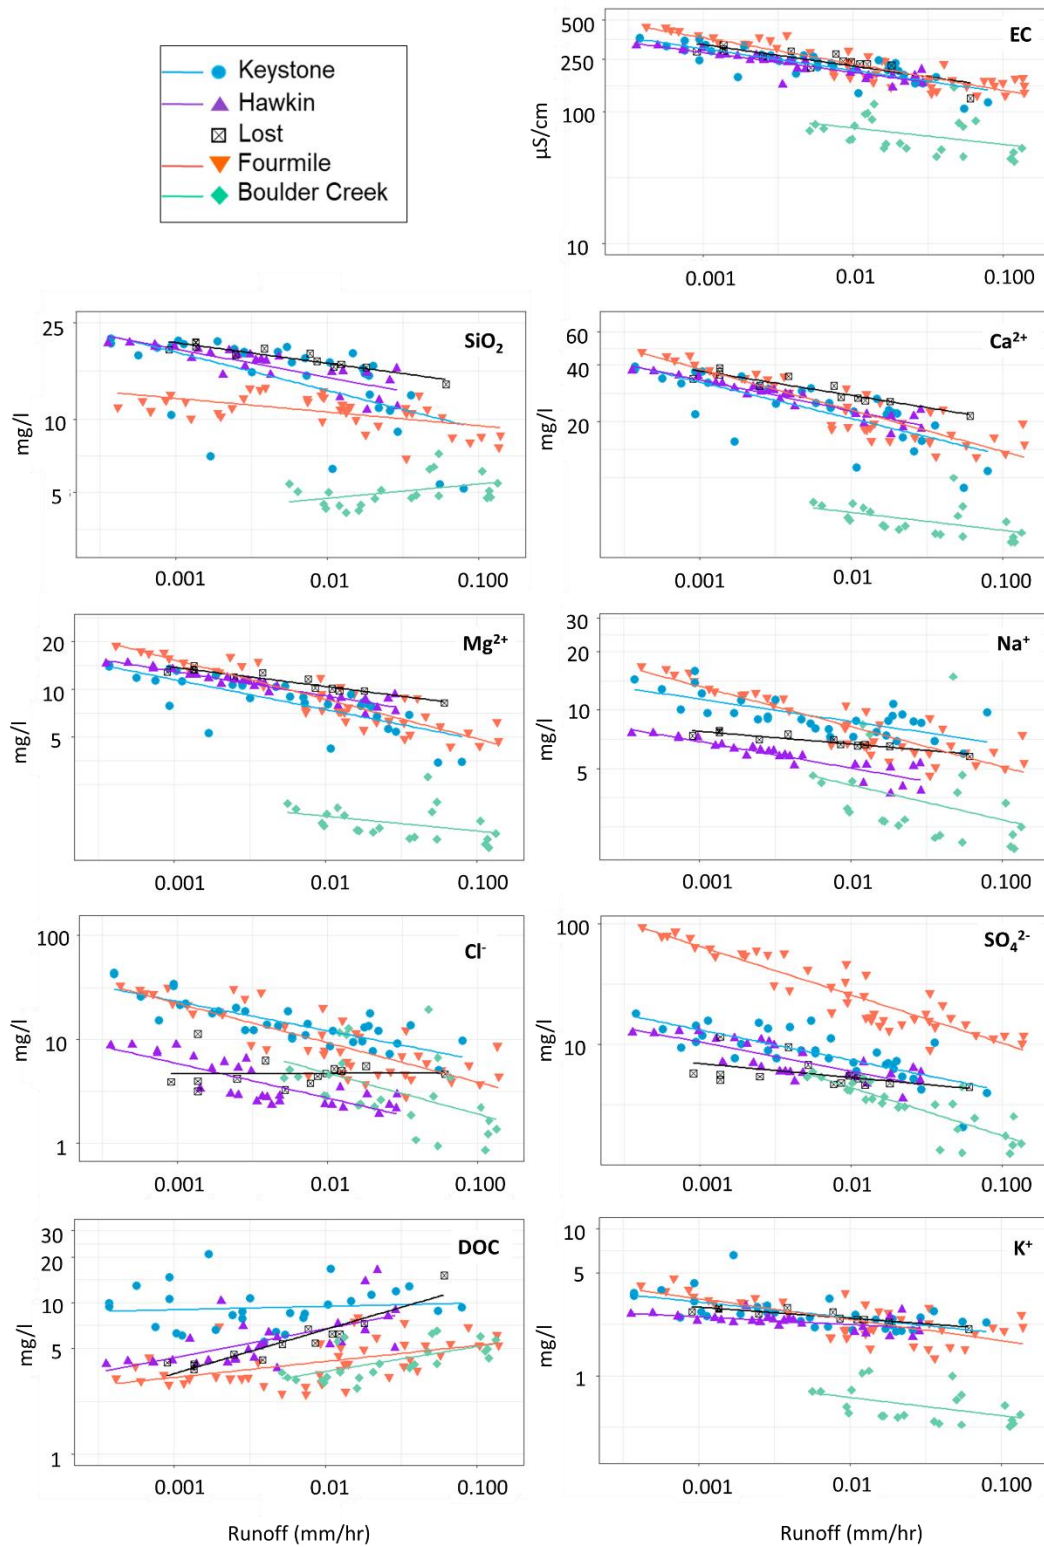 Keystone
Hawkin
Lost
Fourmile
Boulder Creek
500
EC
250
100
µS/cm
10
0.001
0.01
0.100
25
SiO₂
10
mg/l
5
0.001
0.01
0.100
60
Ca²⁺
40
20
mg/l
0.001
0.01
0.100
20
Mg²⁺
10
5
mg/l
0.001
0.01
0.100
30
Na⁺
20
10
5
mg/l
0.001
0.01
0.100
100
Cl⁻
10
mg/l
1
0.001
0.01
0.100
100
SO₄²⁻
10
mg/l
0.001
0.01
0.100
30
DOC
20
10
5
mg/l
1
0.001
0.01
0.100
Runoff (mm/hr)
10
K⁺
5
1
mg/l
0.001
0.01
0.100
Runoff (mm/hr)